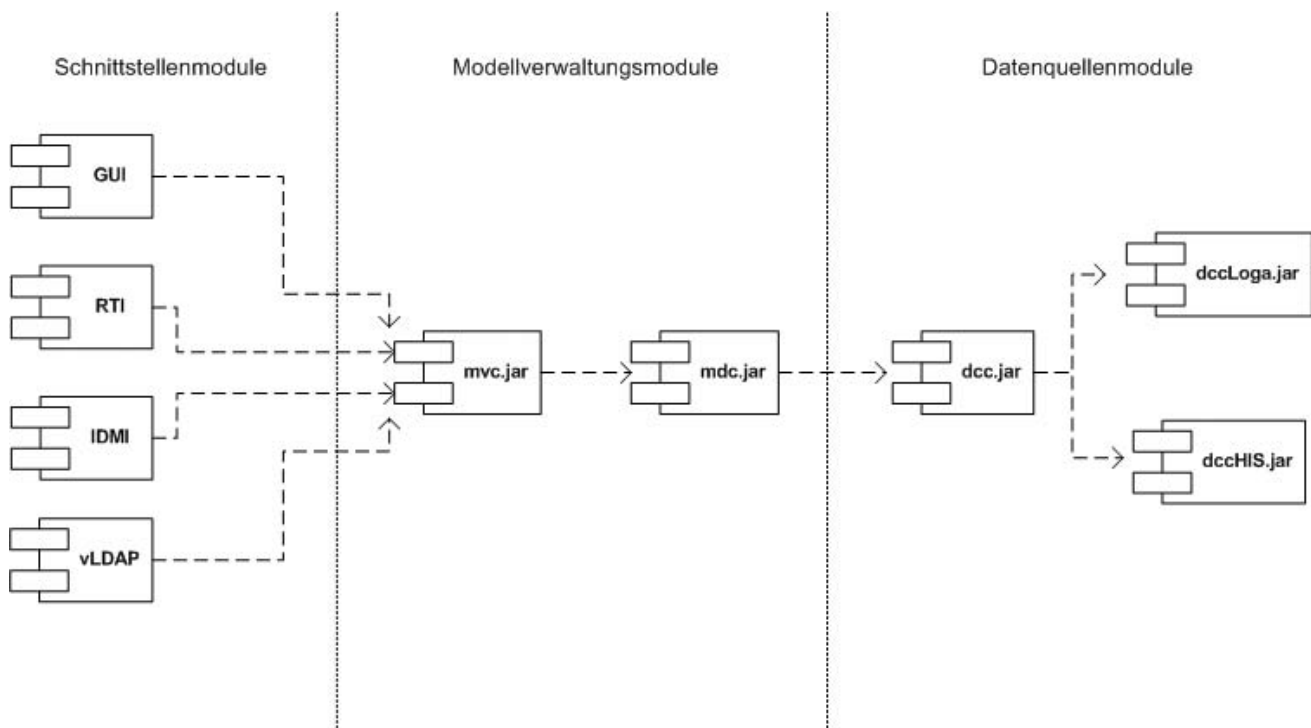 Schnittstellenmodule
Modellverwaltungsmodule
Datenquellenmodule
GUI
RTI
IDMI
vLDAP
mvc.jar
mdc.jar
dcc.jar
dccLoga.jar
dccHIS.jar